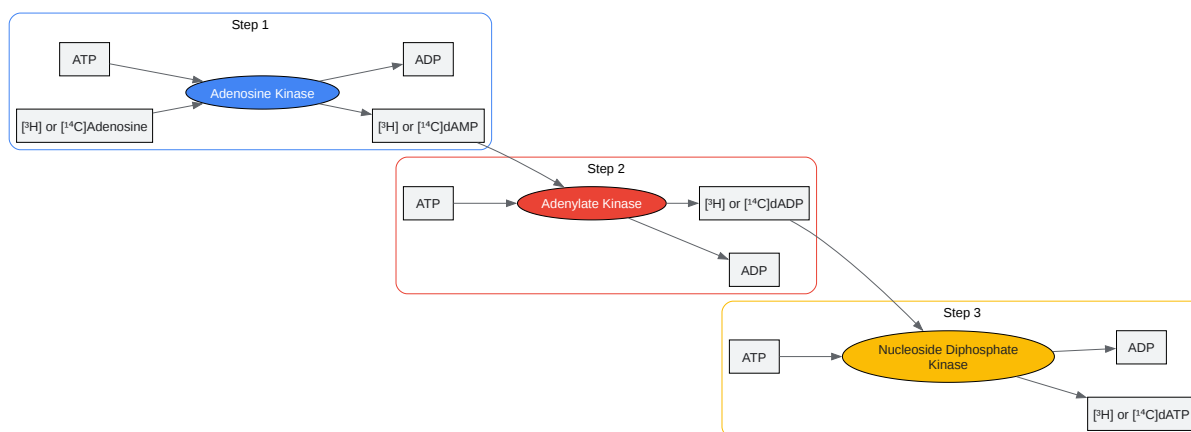 Step 1
ATP
ADP
Adenosine Kinase
[³H] or [¹⁴C]Adenosine
[³H] or [¹⁴C]dAMP
Step 2
ATP
Adenylate Kinase
[³H] or [¹⁴C]dADP
ADP
Step 3
ATP
Nucleoside Diphosphate
Kinase
ADP
[³H] or [¹⁴C]dATP